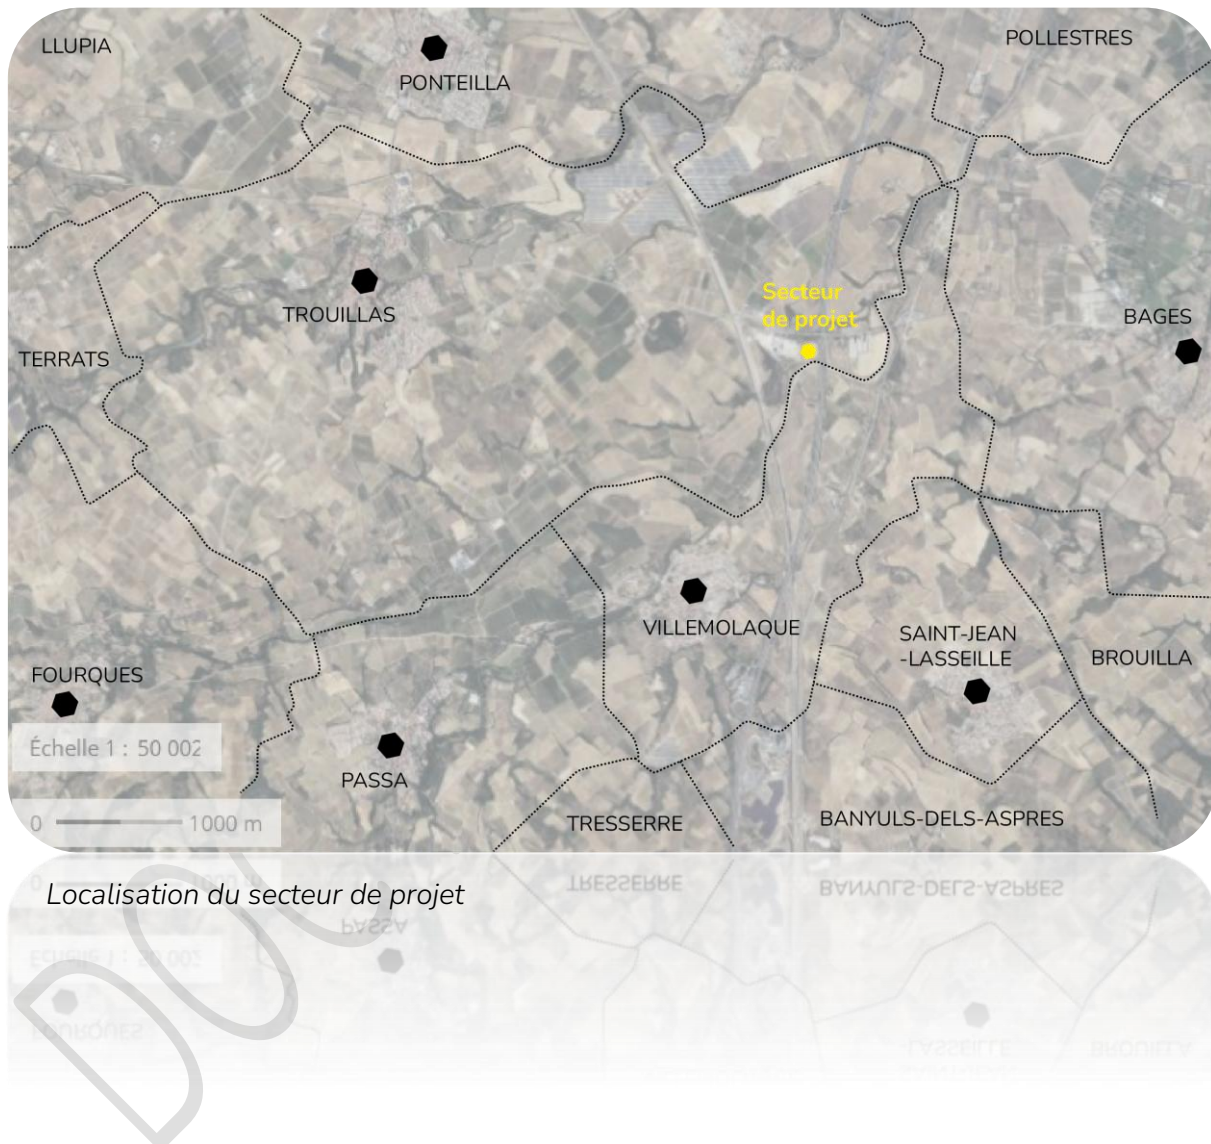 LLUPIA
PONTEILLA
POLLESTRES
TROUILLAS
Secteur
de projet
BAGES
TERRATS
VILLEMOLAQUE
SAINT-JEAN
-LASSEILLE
BROUILLA
FOURQUES
Échelle 1 : 50 002
PASSA
0 1000 m
TRESSERRE
BANYULS-DELS-ASPRES
Localisation du secteur de projet